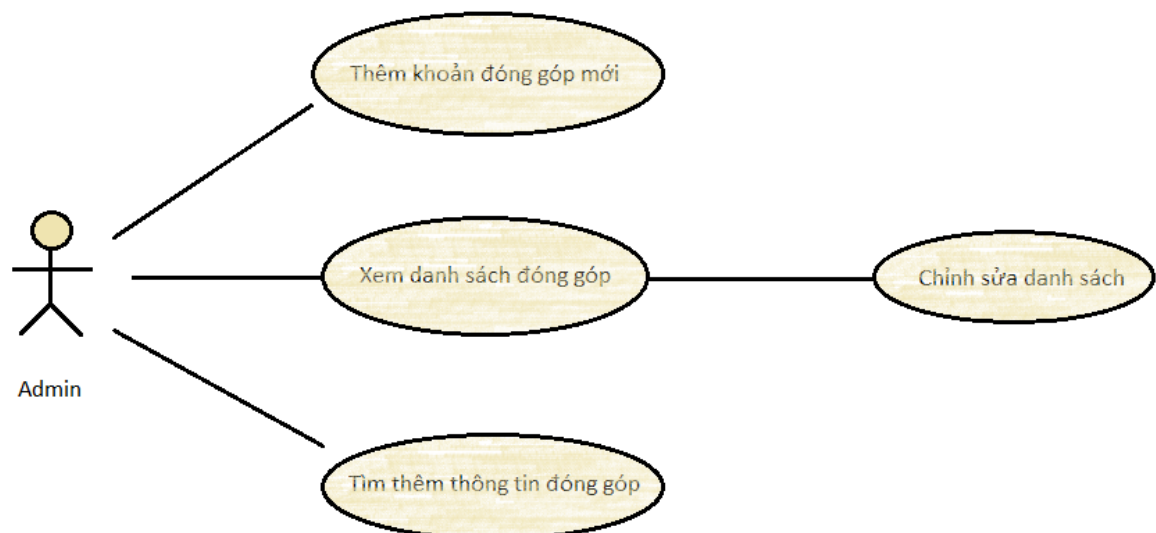 Thêm khoản đóng góp mới
Xem danh sách đóng góp
Chỉnh sửa danh sách
Admin
Tìm thêm thông tin đóng góp